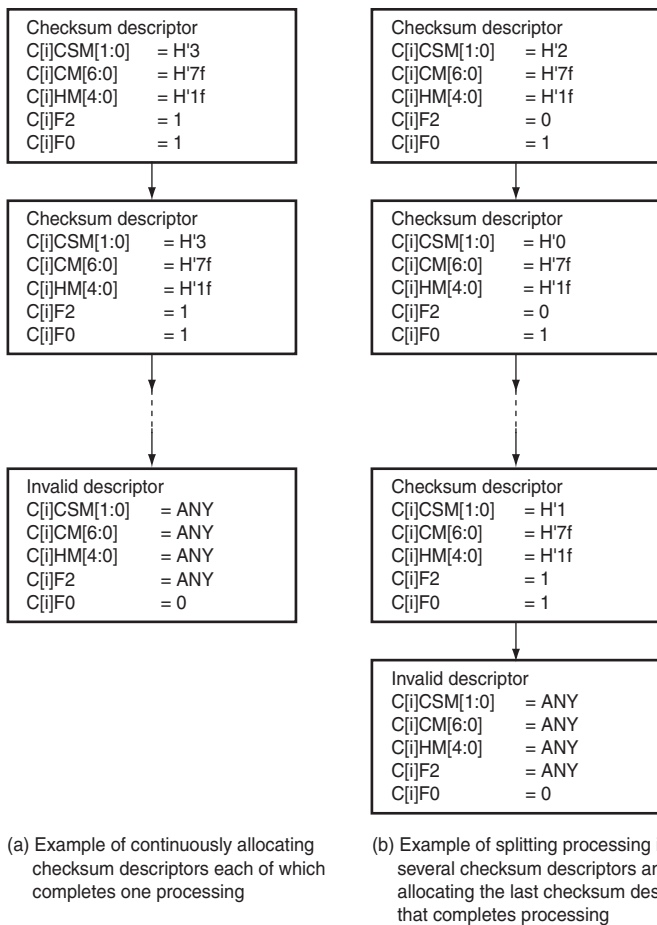 Checksum descriptor
C[i]CSM[1:0] = H'3
C[i]CM[6:0] = H'7f
C[i]HM[4:0] = H'1f
C[i]F2 = 1
C[i]F0 = 1
Checksum descriptor
C[i]CSM[1:0] = H'3
C[i]CM[6:0] = H'7f
C[i]HM[4:0] = H'1f
C[i]F2 = 1
C[i]F0 = 1
Invalid descriptor
C[i]CSM[1:0] = ANY
C[i]CM[6:0] = ANY
C[i]HM[4:0] = ANY
C[i]F2 = ANY
C[i]F0 = 0
(a) Example of continuously allocating
checksum descriptors each of which
completes one processing
Checksum descriptor
C[i]CSM[1:0] = H'2
C[i]CM[6:0] = H'7f
C[i]HM[4:0] = H'1f
C[i]F2 = 0
C[i]F0 = 1
Checksum descriptor
C[i]CSM[1:0] = H'0
C[i]CM[6:0] = H'7f
C[i]HM[4:0] = H'1f
C[i]F2 = 0
C[i]F0 = 1
Checksum descriptor
C[i]CSM[1:0] = H'1
C[i]CM[6:0] = H'7f
C[i]HM[4:0] = H'1f
C[i]F2 = 1
C[i]F0 = 1
Invalid descriptor
C[i]CSM[1:0] = ANY
C[i]CM[6:0] = ANY
C[i]HM[4:0] = ANY
C[i]F2 = ANY
C[i]F0 = 0
(b) Example of splitting processing
several checksum descriptors
allocating the last checksum
that completes processing